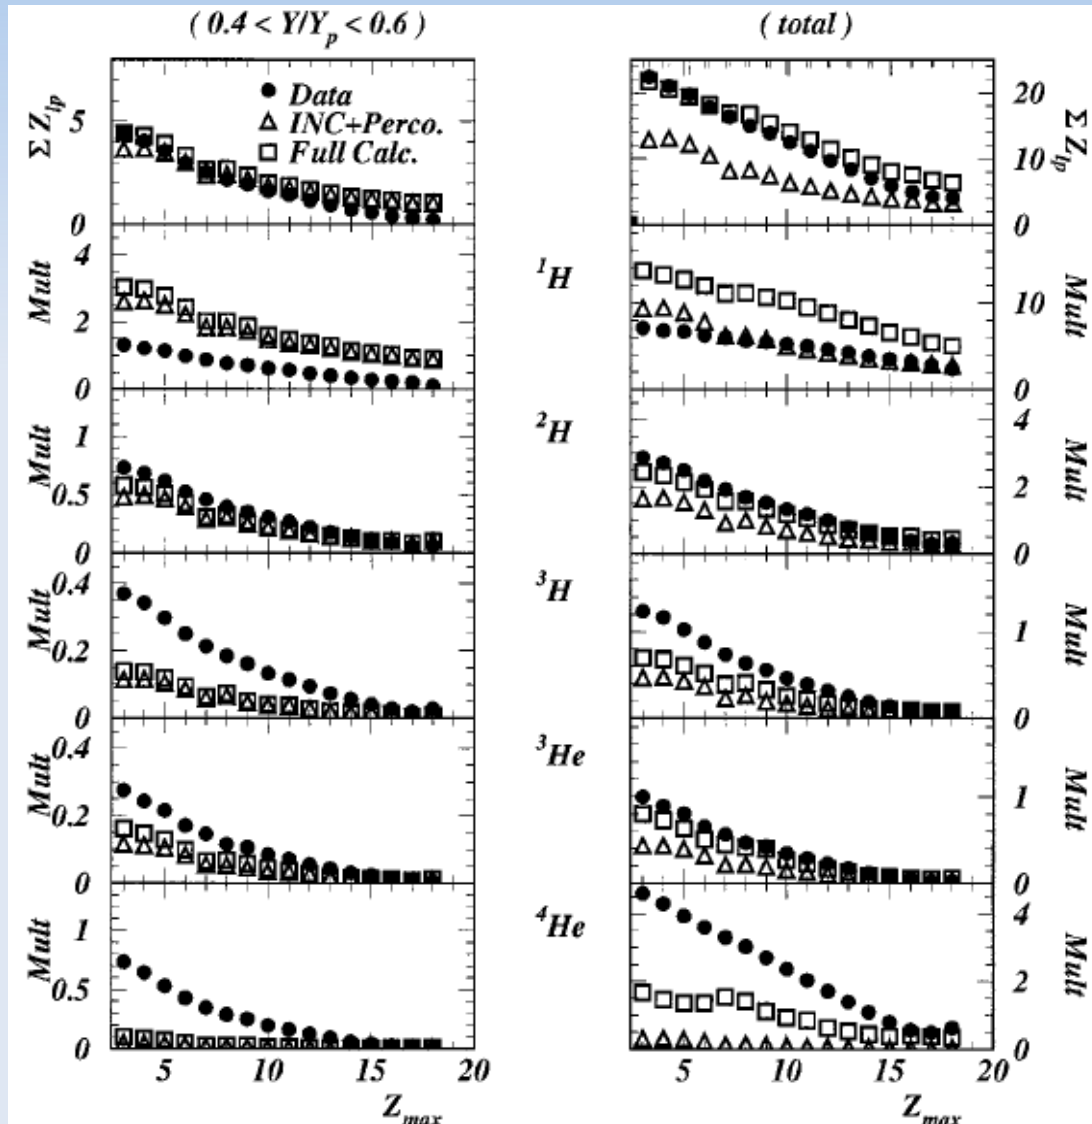 ( 0.4 < Y/Y_p < 0.6 ) ( total )
Σ Z_lp 5 0 ● Data 20 10 0 Σ Z_lp
△ INC+Perco.
□ Full Calc.
Mult 4 2 0 ¹H 10 0 Mult
Mult 1 0.5 0 ²H 4 2 0 Mult
Mult 0.4 0.2 0 ³H 1 0 Mult
Mult 0.4 0.2 0 ³He 1 0 Mult
Mult 1 0.5 0 ⁴He 4 2 0 Mult
5 10 15 20 5 10 15 20
Z_max Z_max